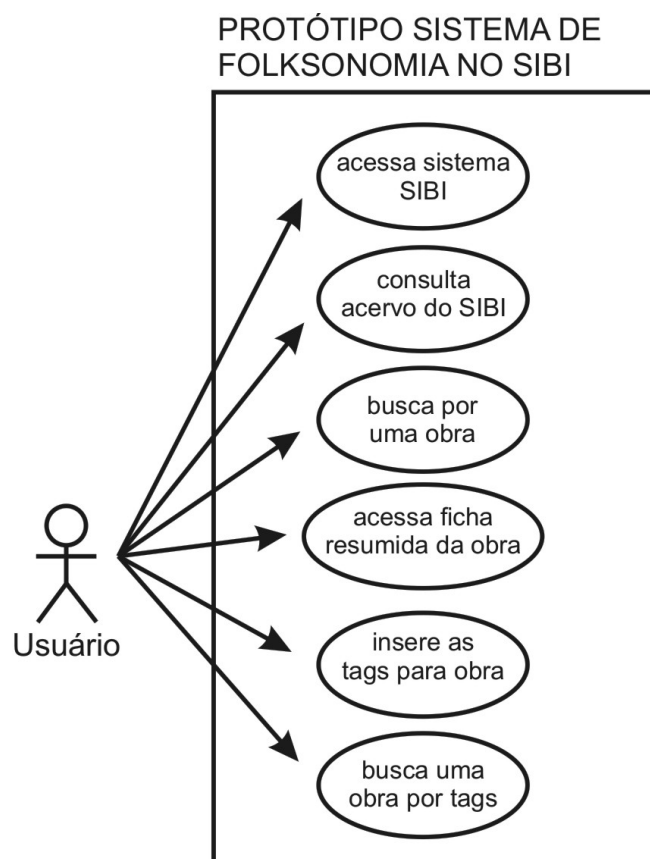 PROTÓTIPO SISTEMA DE
FOLKSONOMIA NO SIBI
acessa sistema
SIBI
consulta
acervo do SIBI
busca por
uma obra
acessa ficha
resumida da obra
insere as
tags para obra
busca uma
obra por tags
Usuário